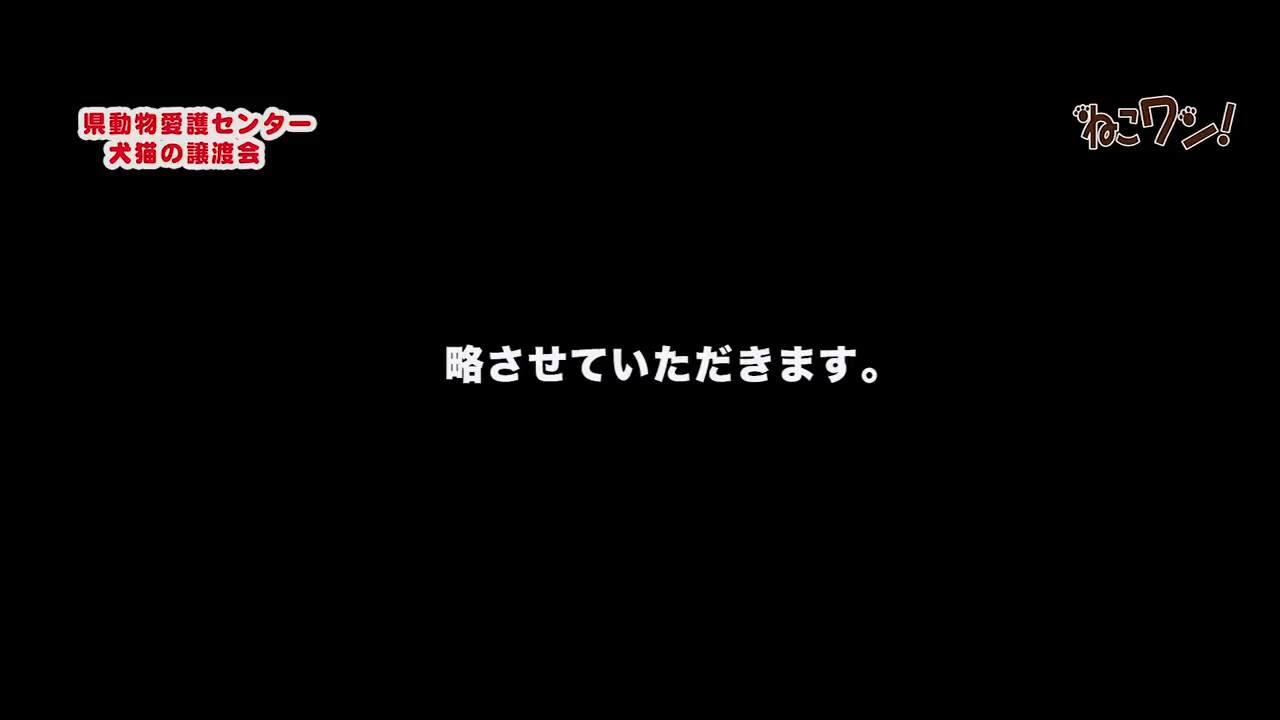 県動物愛護センター
犬猫の譲渡会
ねこワン!
略させていただきます。